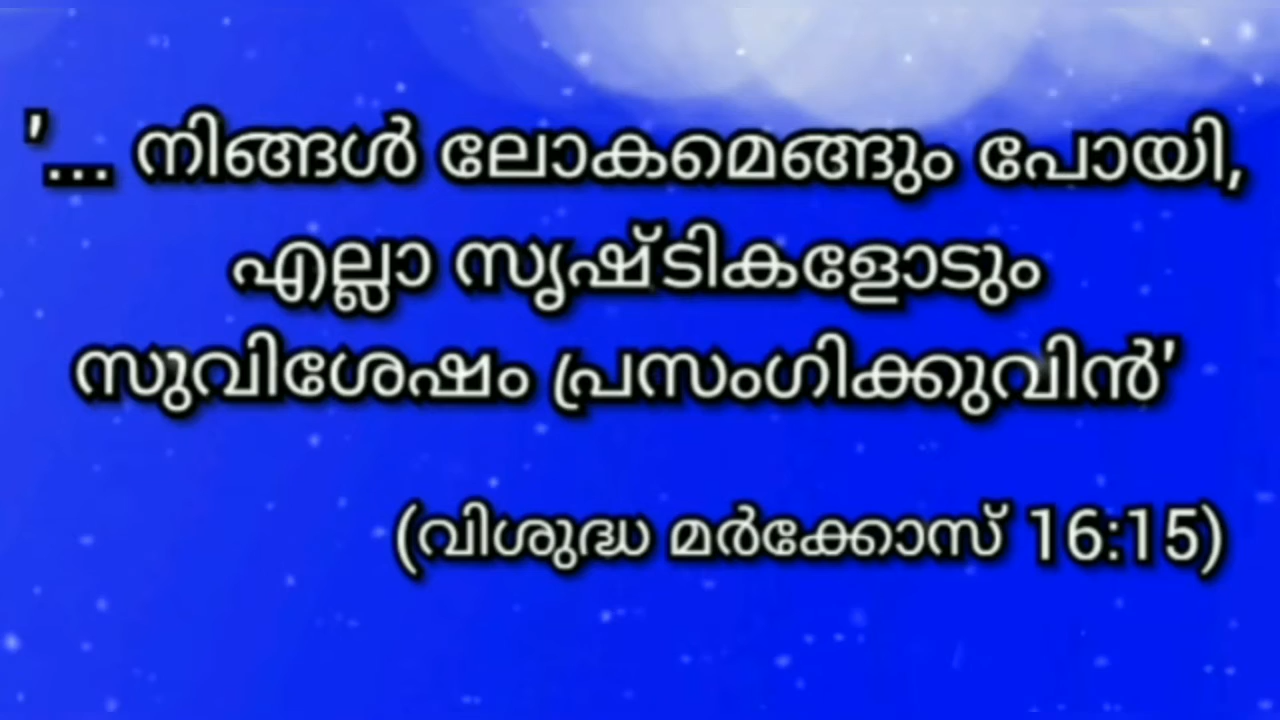 '... നിങ്ങൾ ലോകമെങ്ങും പോയി,
എല്ലാ സൃഷ്ടികളോടും
സുവിശേഷം പ്രസംഗിക്കുവിൻ'
(വിശുദ്ധ മർക്കോസ് 16:15)